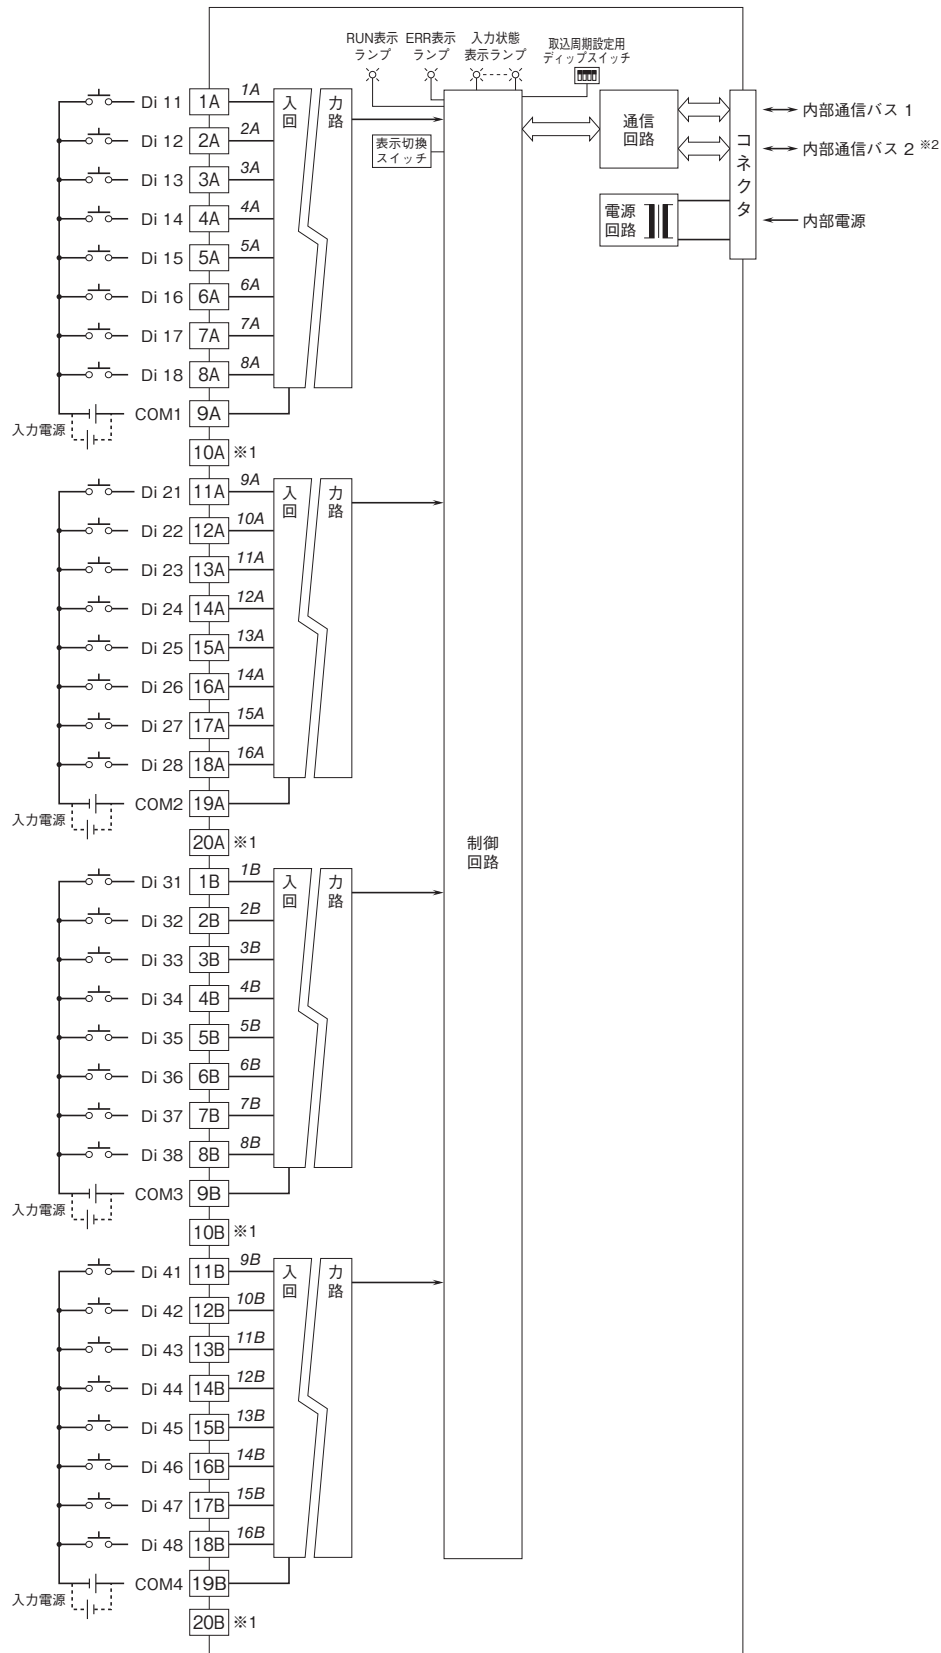 RUN表示
ランプ
ERR表示
ランプ
入力状態
表示ランプ
取込周期設定用
ディップスイッチ
表示切換
スイッチ
通信
回路
電源
回路
コネクタ
内部通信バス 1
内部通信バス 2 ※2
内部電源
制御
回路
Di 11 1A 1A
Di 12 2A 2A
Di 13 3A 3A
Di 14 4A 4A
Di 15 5A 5A
Di 16 6A 6A
Di 17 7A 7A
Di 18 8A 8A
COM1 9A
入力電源
10A ※1
入 力
回 路
Di 21 11A 9A
Di 22 12A 10A
Di 23 13A 11A
Di 24 14A 12A
Di 25 15A 13A
Di 26 16A 14A
Di 27 17A 15A
Di 28 18A 16A
COM2 19A
入力電源
20A ※1
入 力
回 路
Di 31 1B 1B
Di 32 2B 2B
Di 33 3B 3B
Di 34 4B 4B
Di 35 5B 5B
Di 36 6B 6B
Di 37 7B 7B
Di 38 8B 8B
COM3 9B
入力電源
10B ※1
入 力
回 路
Di 41 11B 9B
Di 42 12B 10B
Di 43 13B 11B
Di 44 14B 12B
Di 45 15B 13B
Di 46 16B 14B
Di 47 17B 15B
Di 48 18B 16B
COM4 19B
入力電源
20B ※1
入 力
回 路